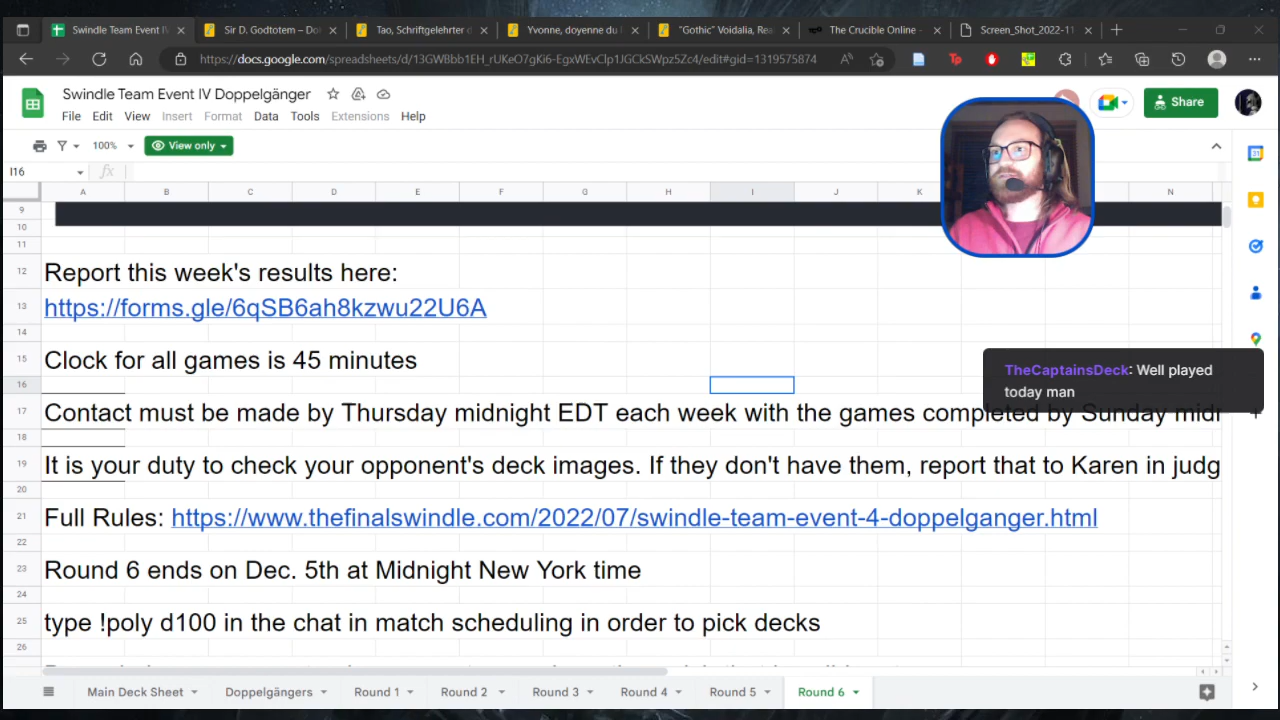 Swindle Team Event IV
Sir D. Godtotem – Do
Tao, Schriftgelehrter d
Yvonne, doyenne du
"Gothic" Voidalia, Rea
The Crucible Online -
Screen_Shot_2022-11
https://docs.google.com/spreadsheets/d/13GWBbb1EH_rUKeO7gKi6-EgxWEvClp1JGCkSWpz5Zc4/edit#gid=1319575874
Swindle Team Event IV Doppelgänger
File Edit View Insert Format Data Tools Extensions Help
Share
100%
View only
I16
A B C D E F G H I J K N
9
10
11
12 Report this week's results here:
13 https://forms.gle/6qSB6ah8kzwu22U6A
14
15 Clock for all games is 45 minutes
TheCaptainsDeck: Well played
today man
16
17 Contact must be made by Thursday midnight EDT each week with the games completed by Sunday midr
18
19 It is your duty to check your opponent's deck images. If they don't have them, report that to Karen in judg
20
21 Full Rules: https://www.thefinalswindle.com/2022/07/swindle-team-event-4-doppelganger.html
22
23 Round 6 ends on Dec. 5th at Midnight New York time
24
25 type !poly d100 in the chat in match scheduling in order to pick decks
26
Main Deck Sheet Doppelgängers Round 1 Round 2 Round 3 Round 4 Round 5 Round 6